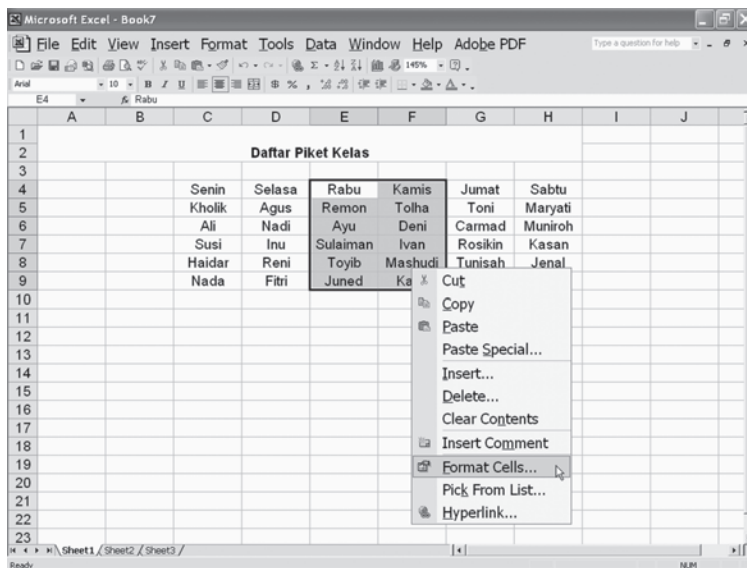 Microsoft Excel - Book7
File Edit View Insert Format Tools Data Window Help Adobe PDF Type a question for help
145%
Arial 10 B I U $ % ,
E4 fx Rabu
A B C D E F G H I J
1
2 Daftar Piket Kelas
3
4 Senin Selasa Rabu Kamis Jumat Sabtu
5 Kholik Agus Remon Tolha Toni Maryati
6 Ali Nadi Ayu Deni Carmad Muniroh
7 Susi Inu Sulaiman Ivan Rosikin Kasan
8 Haidar Reni Toyib Mashudi Tunisah Jenal
9 Nada Fitri Juned Ka
10
11
12
13
14
15
16
17
18
19
20
21
22
23
Cut
Copy
Paste
Paste Special...
Insert...
Delete...
Clear Contents
Insert Comment
Format Cells...
Pick From List...
Hyperlink...
Sheet1 / Sheet2 / Sheet3 /
Ready NUM